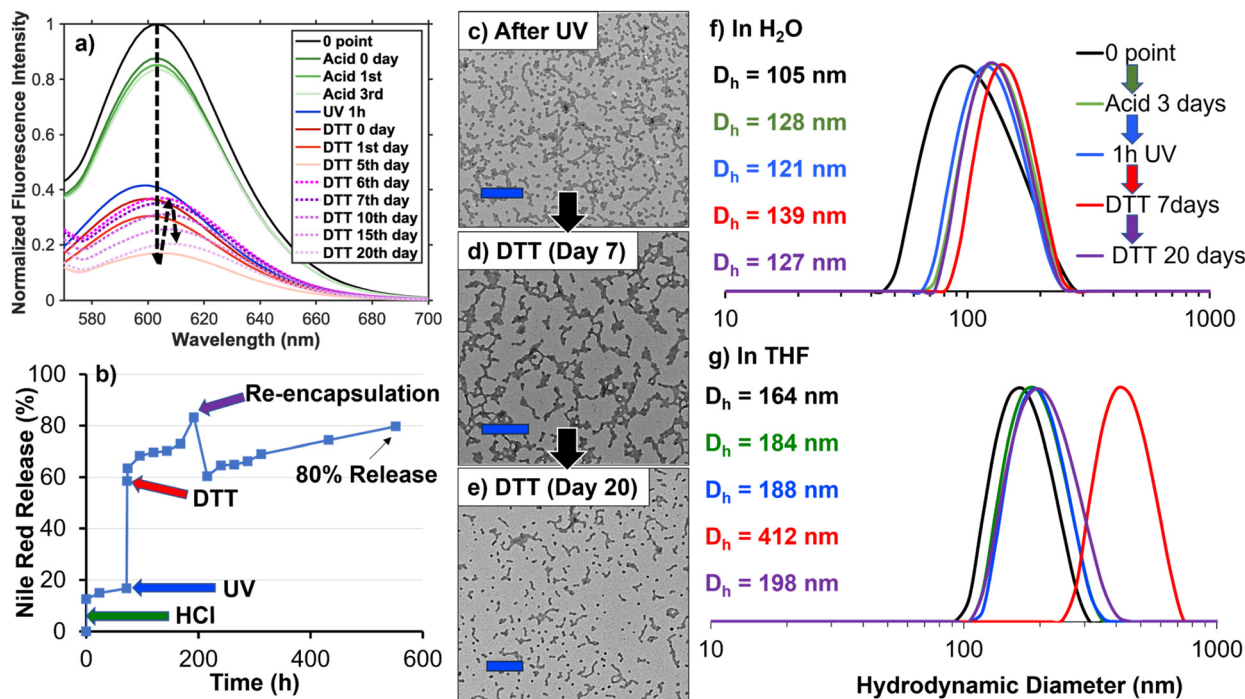 a)
Normalized Fluorescence Intensity
1
0.8
0.6
0.4
0.2
0
580
600
620
640
660
680
700
Wavelength (nm)
0 point
Acid 0 day
Acid 1st
Acid 3rd
UV 1h
DTT 0 day
DTT 1st day
DTT 5th day
DTT 6th day
DTT 7th day
DTT 10th day
DTT 15th day
DTT 20th day
b)
Nile Red Release (%)
100
80
60
40
20
0
0
200
400
600
Time (h)
Re-encapsulation
80% Release
DTT
UV
HCl
c) After UV
d) DTT (Day 7)
e) DTT (Day 20)
f) In H₂O
Dₕ = 105 nm
Dₕ = 128 nm
Dₕ = 121 nm
Dₕ = 139 nm
Dₕ = 127 nm
0 point
Acid 3 days
1h UV
DTT 7days
DTT 20 days
10
100
1000
g) In THF
Dₕ = 164 nm
Dₕ = 184 nm
Dₕ = 188 nm
Dₕ = 412 nm
Dₕ = 198 nm
10
100
1000
Hydrodynamic Diameter (nm)